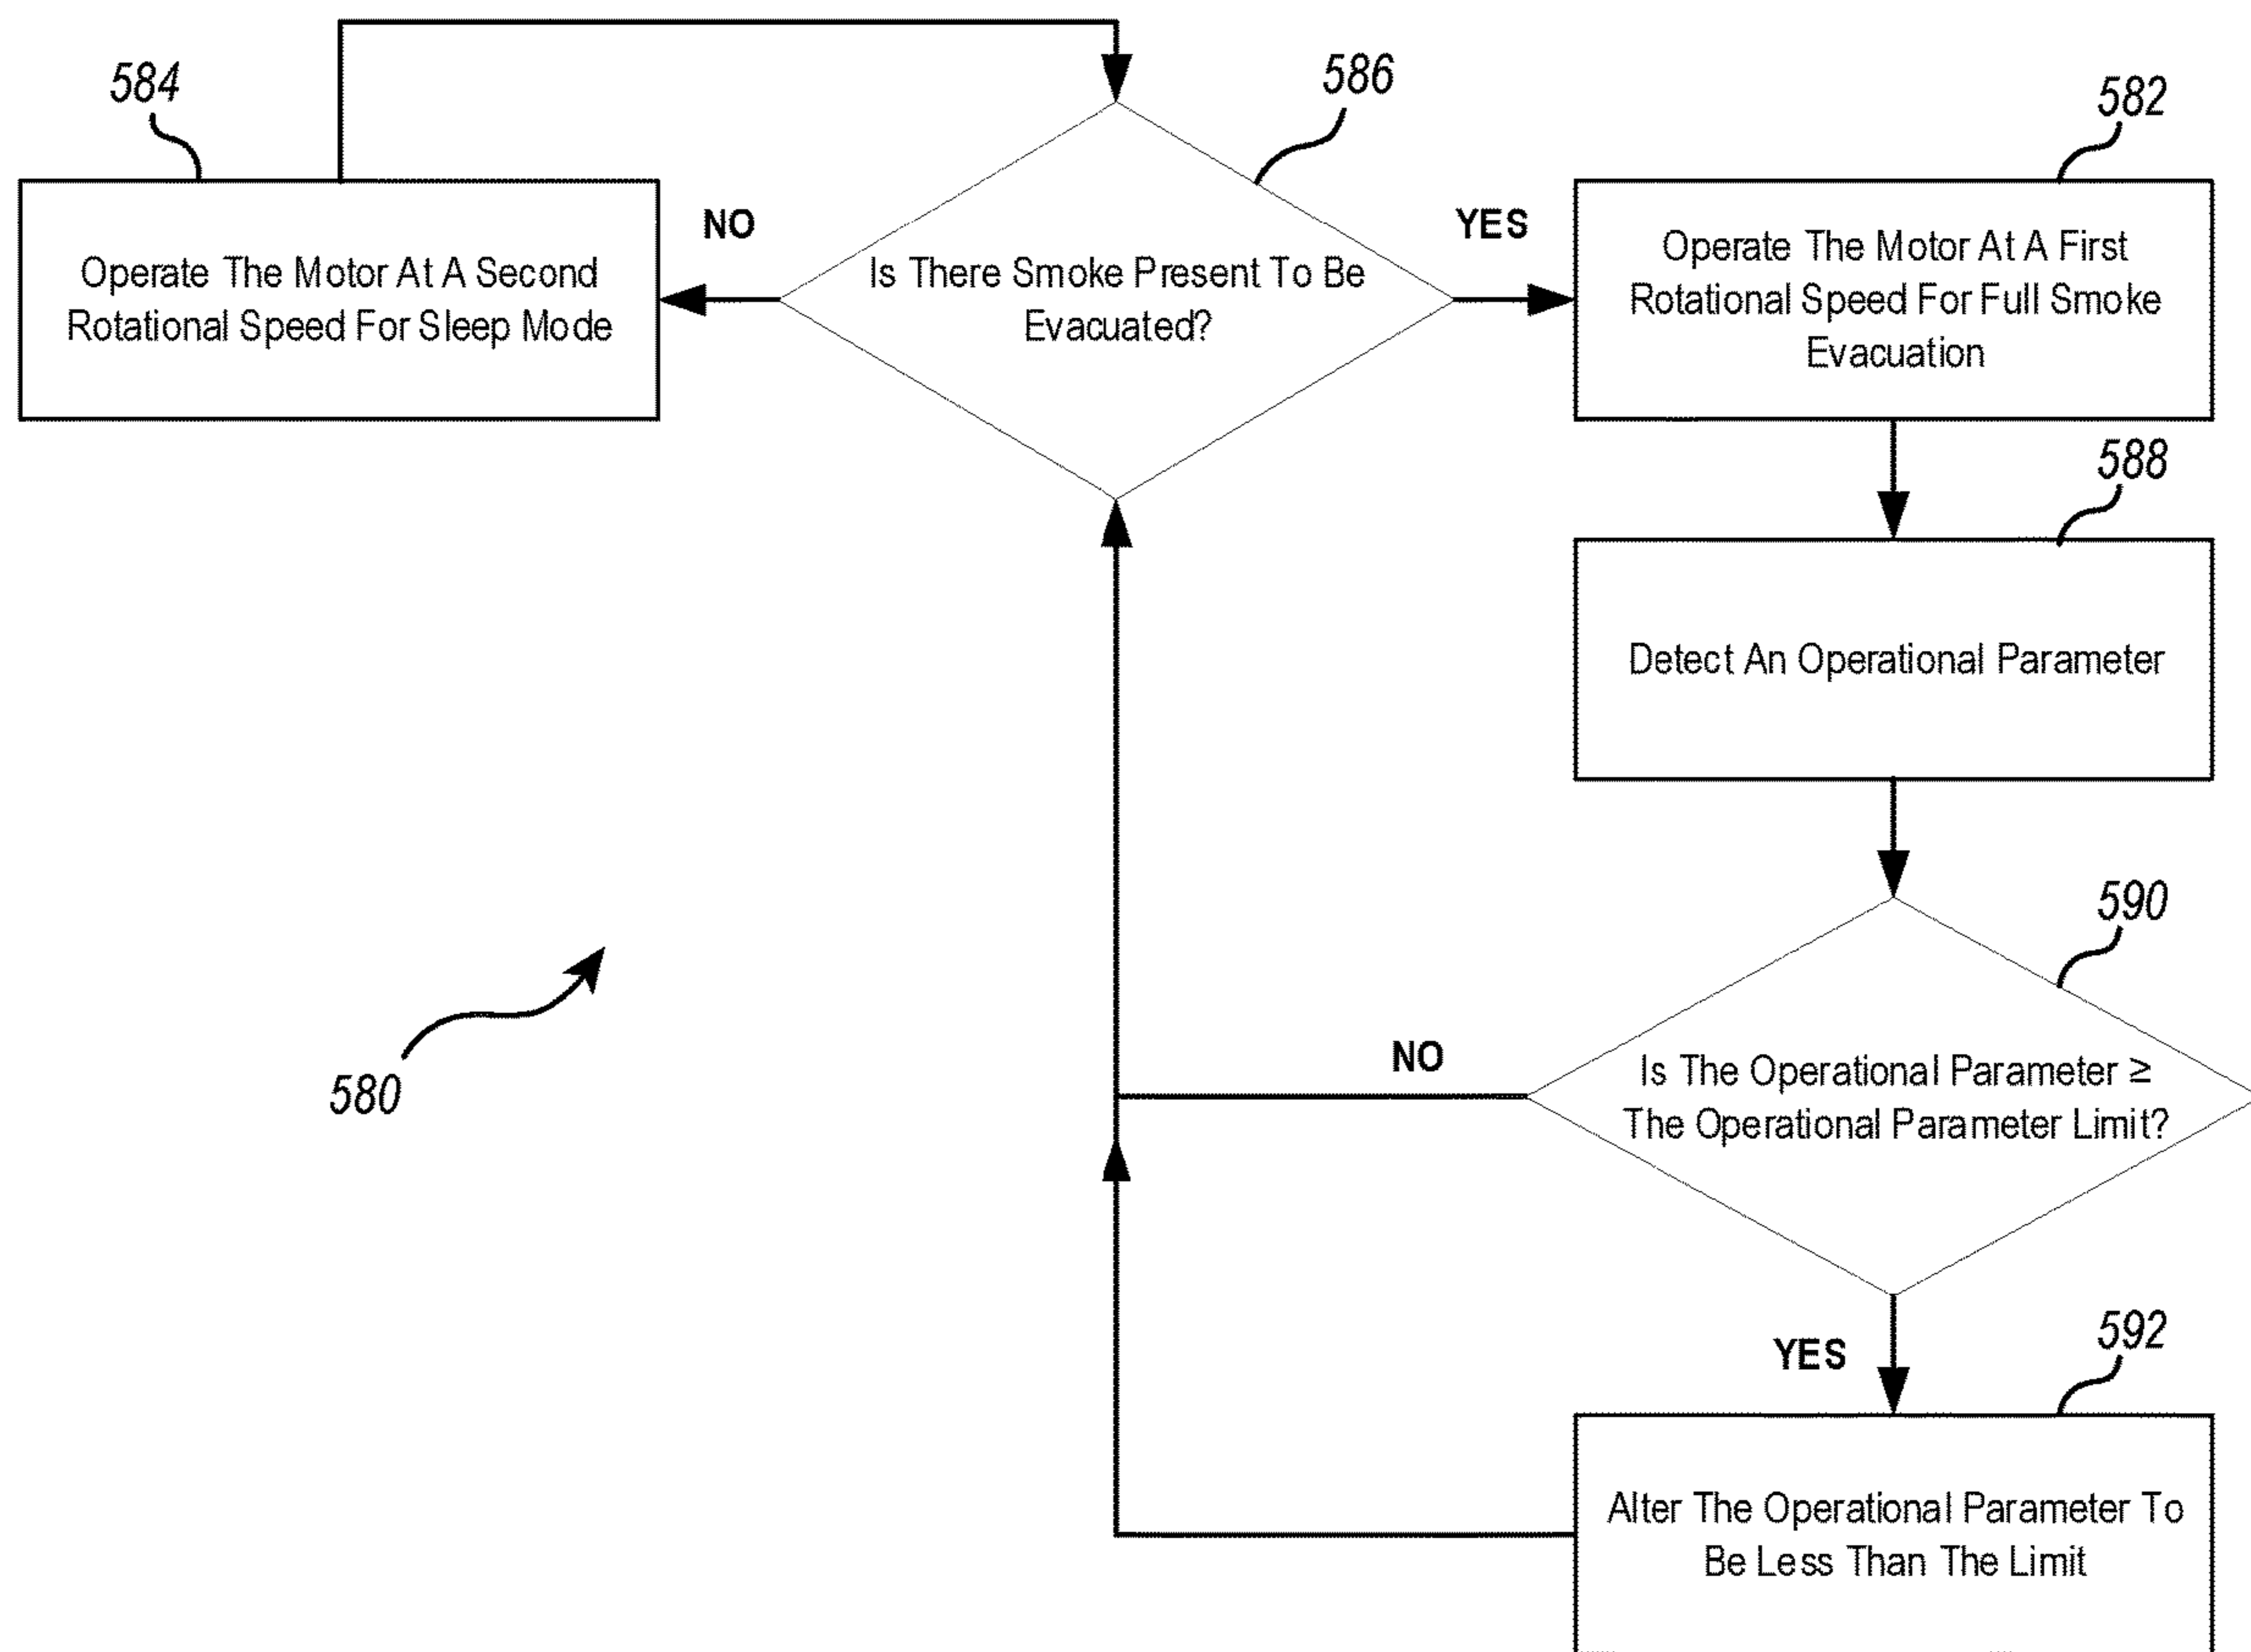 584
586
582
NO
YES
Operate The Motor At A Second
Rotational Speed For Sleep Mode
Is There Smoke Present To Be
Evacuated?
Operate The Motor At A First
Rotational Speed For Full Smoke
Evacuation
588
Detect An Operational Parameter
590
NO
Is The Operational Parameter ≥
The Operational Parameter Limit?
580
YES
592
Alter The Operational Parameter To
Be Less Than The Limit